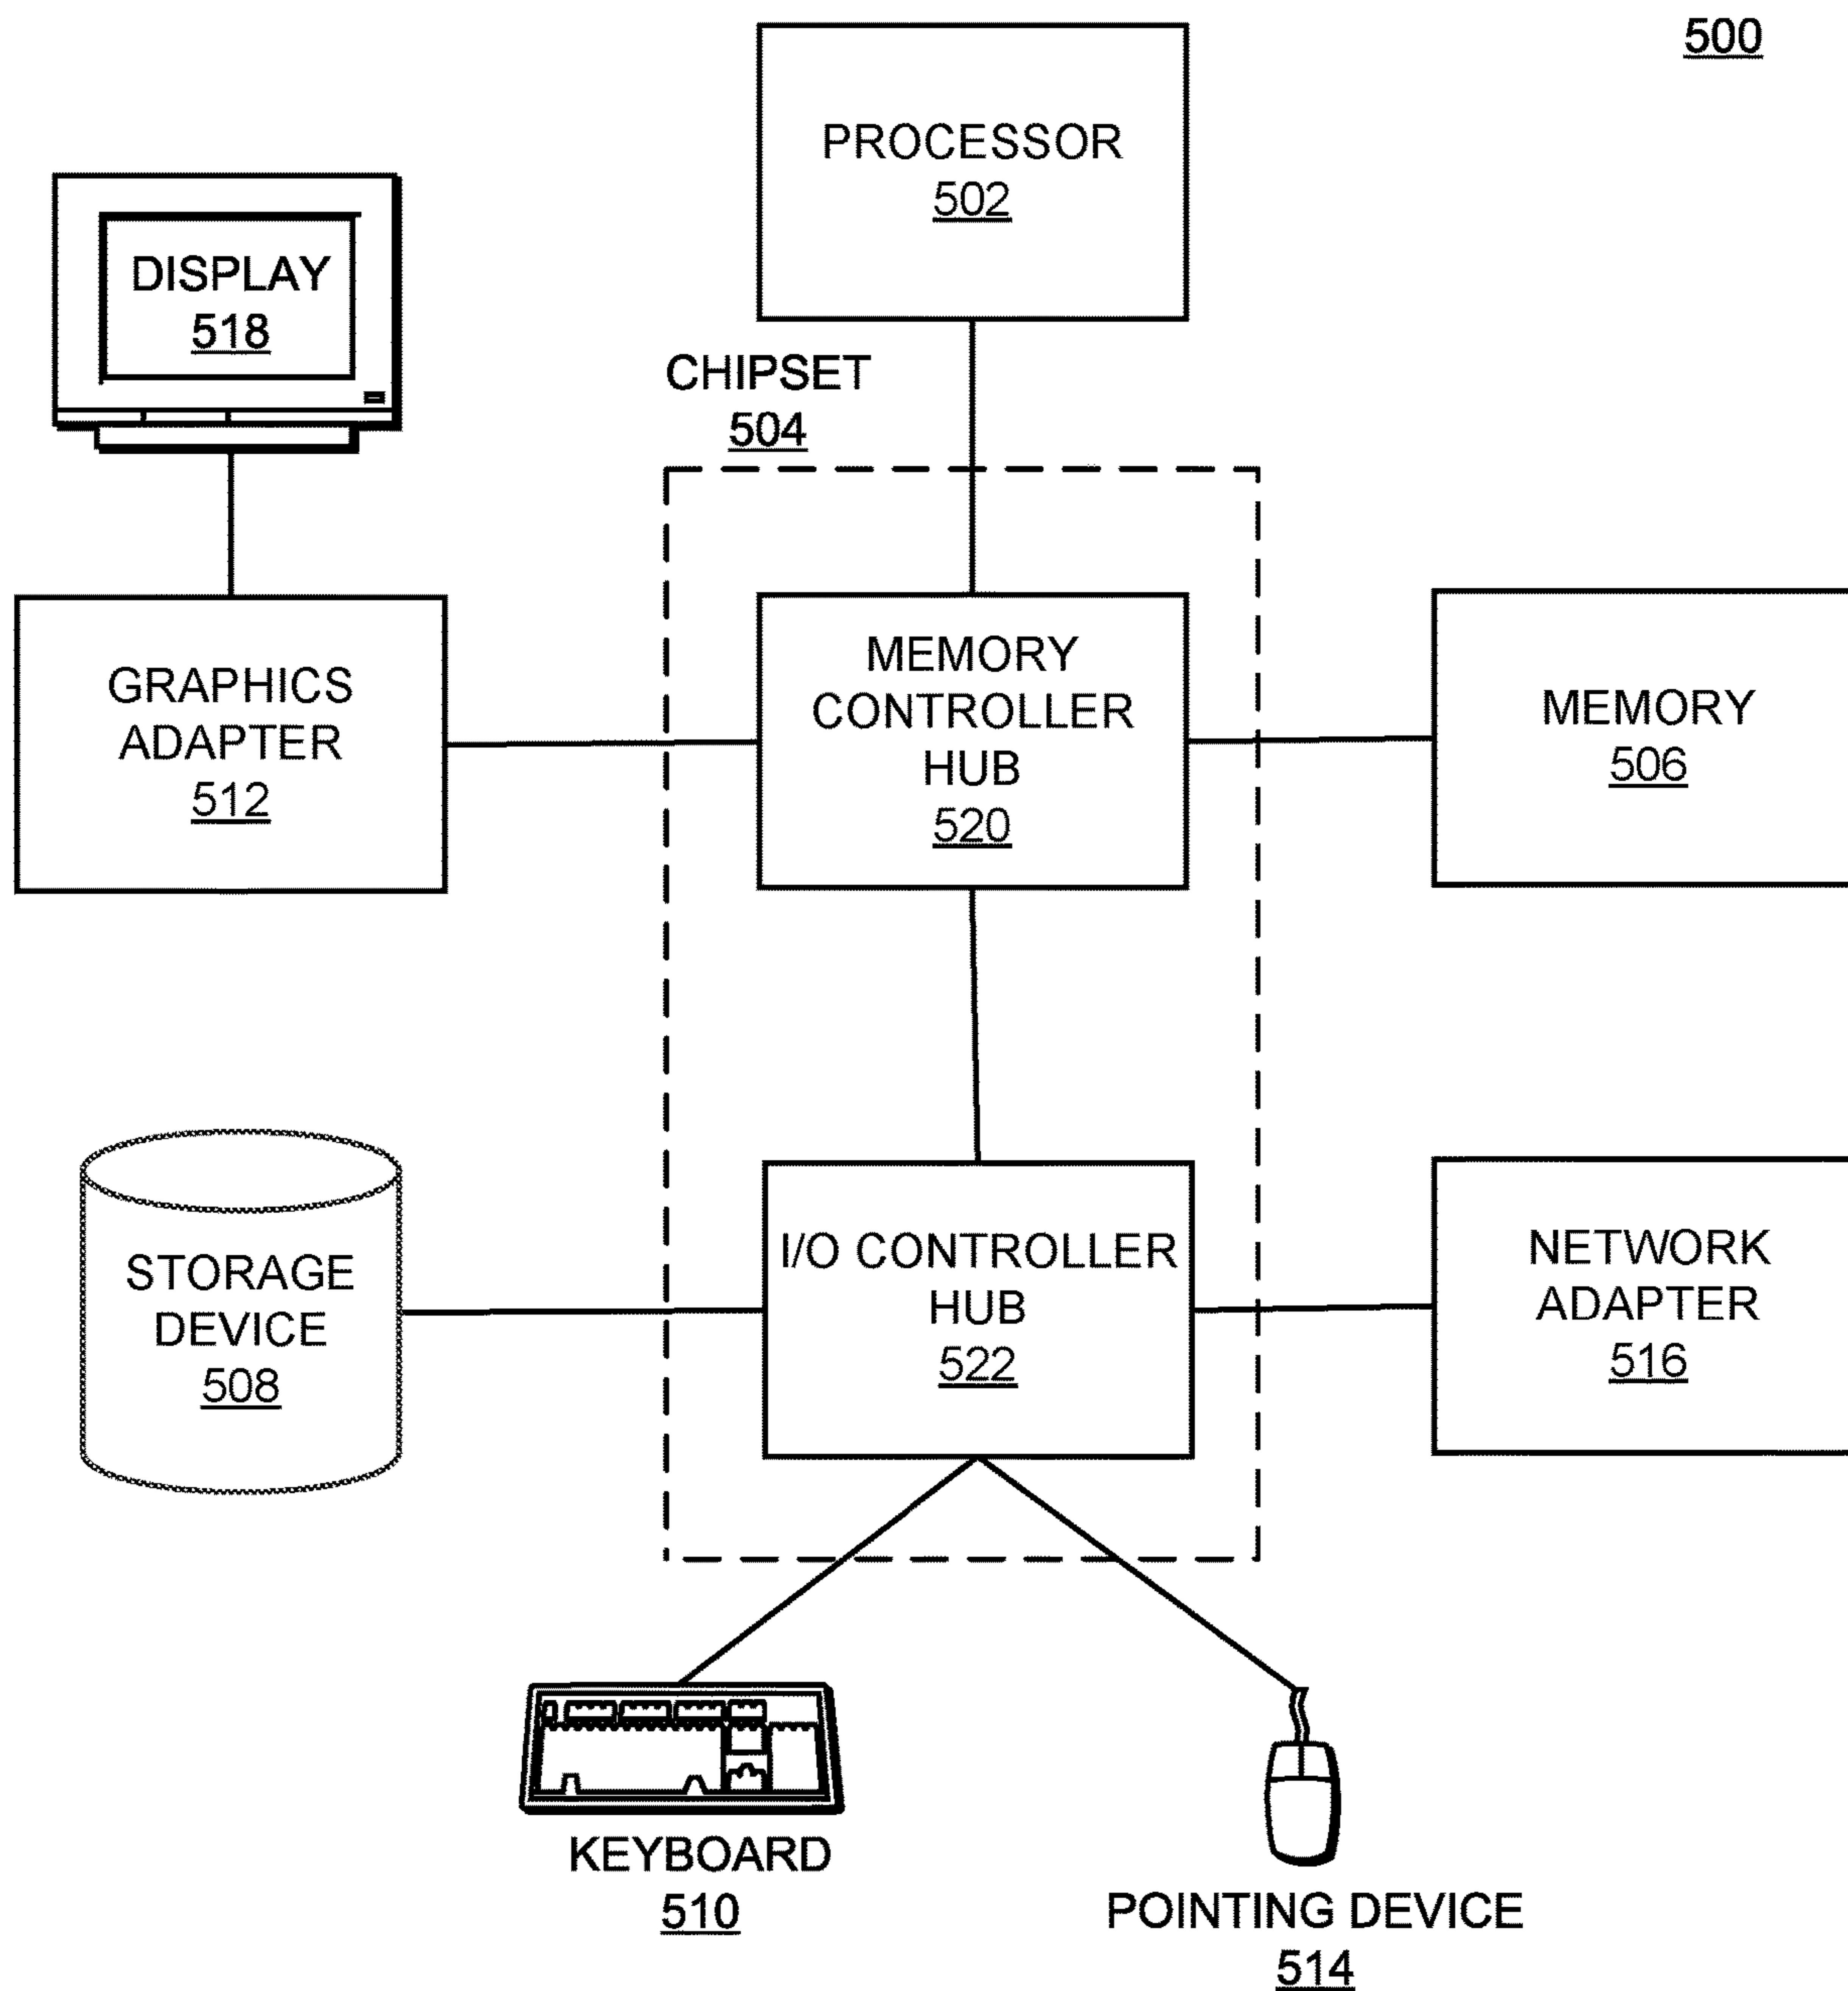 500
PROCESSOR
502
DISPLAY
518
CHIPSET
504
GRAPHICS
ADAPTER
512
MEMORY
CONTROLLER
HUB
520
MEMORY
506
STORAGE
DEVICE
508
I/O CONTROLLER
HUB
522
NETWORK
ADAPTER
516
KEYBOARD
510
POINTING DEVICE
514